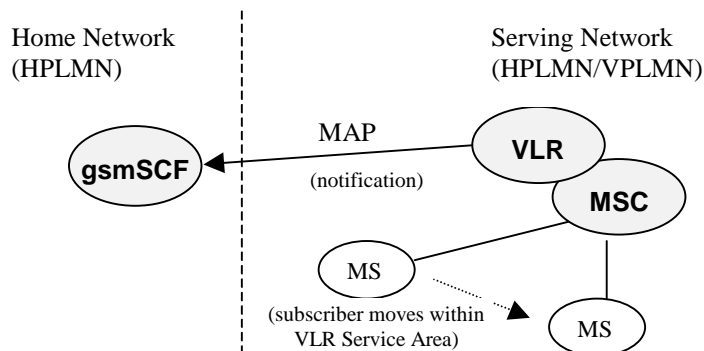 Home Network
(HPLMN)
Serving Network
(HPLMN/VPLMN)
MAP
VLR
gsmSCF
(notification)
MSC
MS
(subscriber moves within
VLR Service Area)
MS